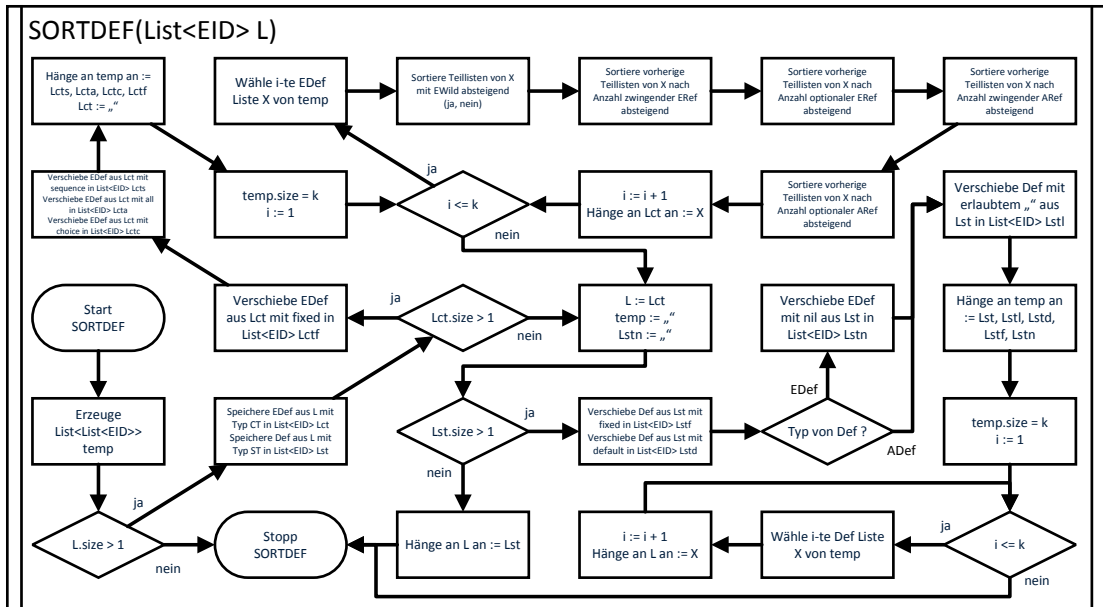 SORTDEF(List<EID> L)
Hänge an temp an :=
Lcts, Lcta, Lctc, Lctf
Lct := „“
Wähle i-te EDef
Liste X von temp
Sortiere Teillisten von X
mit EWild absteigend
(ja, nein)
Sortiere vorherige
Teillisten von X nach
Anzahl zwingender ERef
absteigend
Sortiere vorherige
Teillisten von X nach
Anzahl optionaler ERef
absteigend
Sortiere vorherige
Teillisten von X nach
Anzahl zwingender ARef
absteigend
Verschiebe EDef aus Lct mit
sequence in List<EID> Lcts
Verschiebe EDef aus Lct mit all
in List<EID> Lcta
Verschiebe EDef aus Lct mit
choice in List<EID> Lctc
temp.size = k
i := 1
ja
i <= k
nein
i := i + 1
Hänge an Lct an := X
Sortiere vorherige
Teillisten von X nach
Anzahl optionaler ARef
absteigend
Verschiebe Def mit
erlaubtem „“ aus
Lst in List<EID> Lstl
Start
SORTDEF
Verschiebe EDef
aus Lct mit fixed in
List<EID> Lctf
ja
Lct.size > 1
nein
L := Lct
temp := „“
Lstn := „“
Verschiebe EDef
mit nil aus Lst in
List<EID> Lstn
Hänge an temp an
:= Lst, Lstl, Lstd,
Lstf, Lstn
Erzeuge
List<List<EID>>
temp
Speichere EDef aus L mit
Typ CT in List<EID> Lct
Speichere Def aus L mit
Typ ST in List<EID> Lst
Lst.size > 1
ja
nein
Verschiebe Def aus Lst mit
fixed in List<EID> Lstf
Verschiebe Def aus Lst mit
default in List<EID> Lstd
EDef
Typ von Def ?
ADef
temp.size = k
i := 1
ja
L.size > 1
nein
Stopp
SORTDEF
Hänge an L an := Lst
i := i + 1
Hänge an L an := X
Wähle i-te Def Liste
X von temp
ja
i <= k
nein